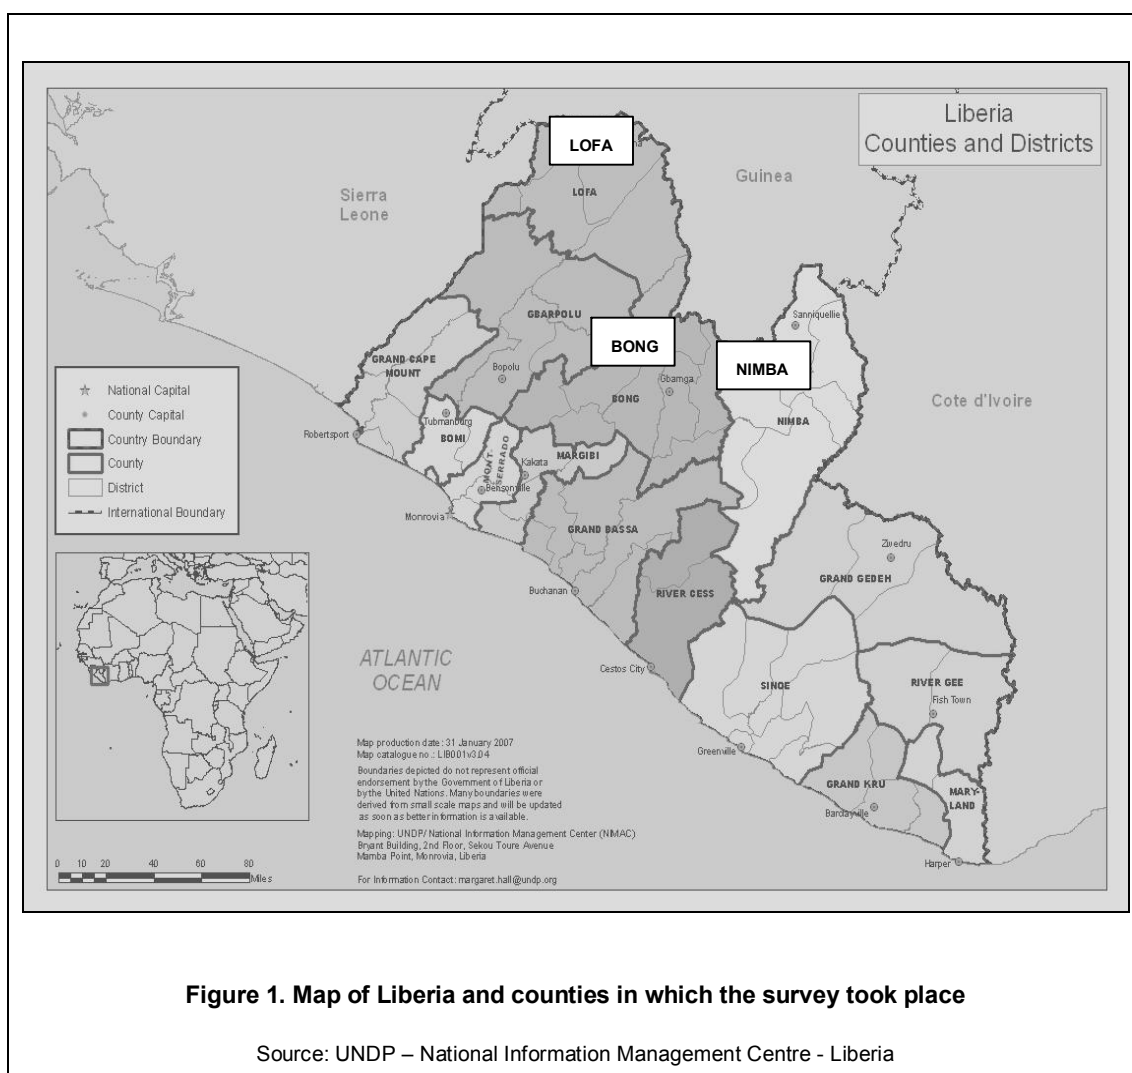 Liberia
Counties and Districts
LOFA
Guinea
Sierra
Leone
LOFA
Sanniquellie
GBARPOLU
BONG
NIMBA
GRAND CAPE
MOUNT
Bopolu
Gbarnga
Cote d'Ivoire
BONG
NIMBA
Tubmanburg
Robertsport
BOMI
MONT-
SERRADO
Kakata
MARGIBI
Bensonville
Monrovia
GRAND BASSA
Zwedru
GRAND GEDEH
Buchanan
RIVER CESS
Cestos City
SINOE
RIVER GEE
Fish Town
Greenville
GRAND KRU
MARY-
LAND
Barclayville
Harper
National Capital
County Capital
Country Boundary
County
District
International Boundary
ATLANTIC
OCEAN
Map production date: 31 January 2007
Map catalogue no.: LIB001v3.04
Boundaries depicted do not represent official
endorsement by the Government of Liberia or
by the United Nations. Many boundaries were
derived from small scale maps and will be updated
as soon as better information is available.
Mapping: UNDP/National Information Management Center (NIMAC)
Bryant Building, 2nd Floor, Sekou Toure Avenue
Mamba Point, Monrovia, Liberia
For Information Contact: margaret.hall@undp.org
0 10 20 40 60 80
Miles
Figure 1. Map of Liberia and counties in which the survey took place
Source: UNDP – National Information Management Centre - Liberia